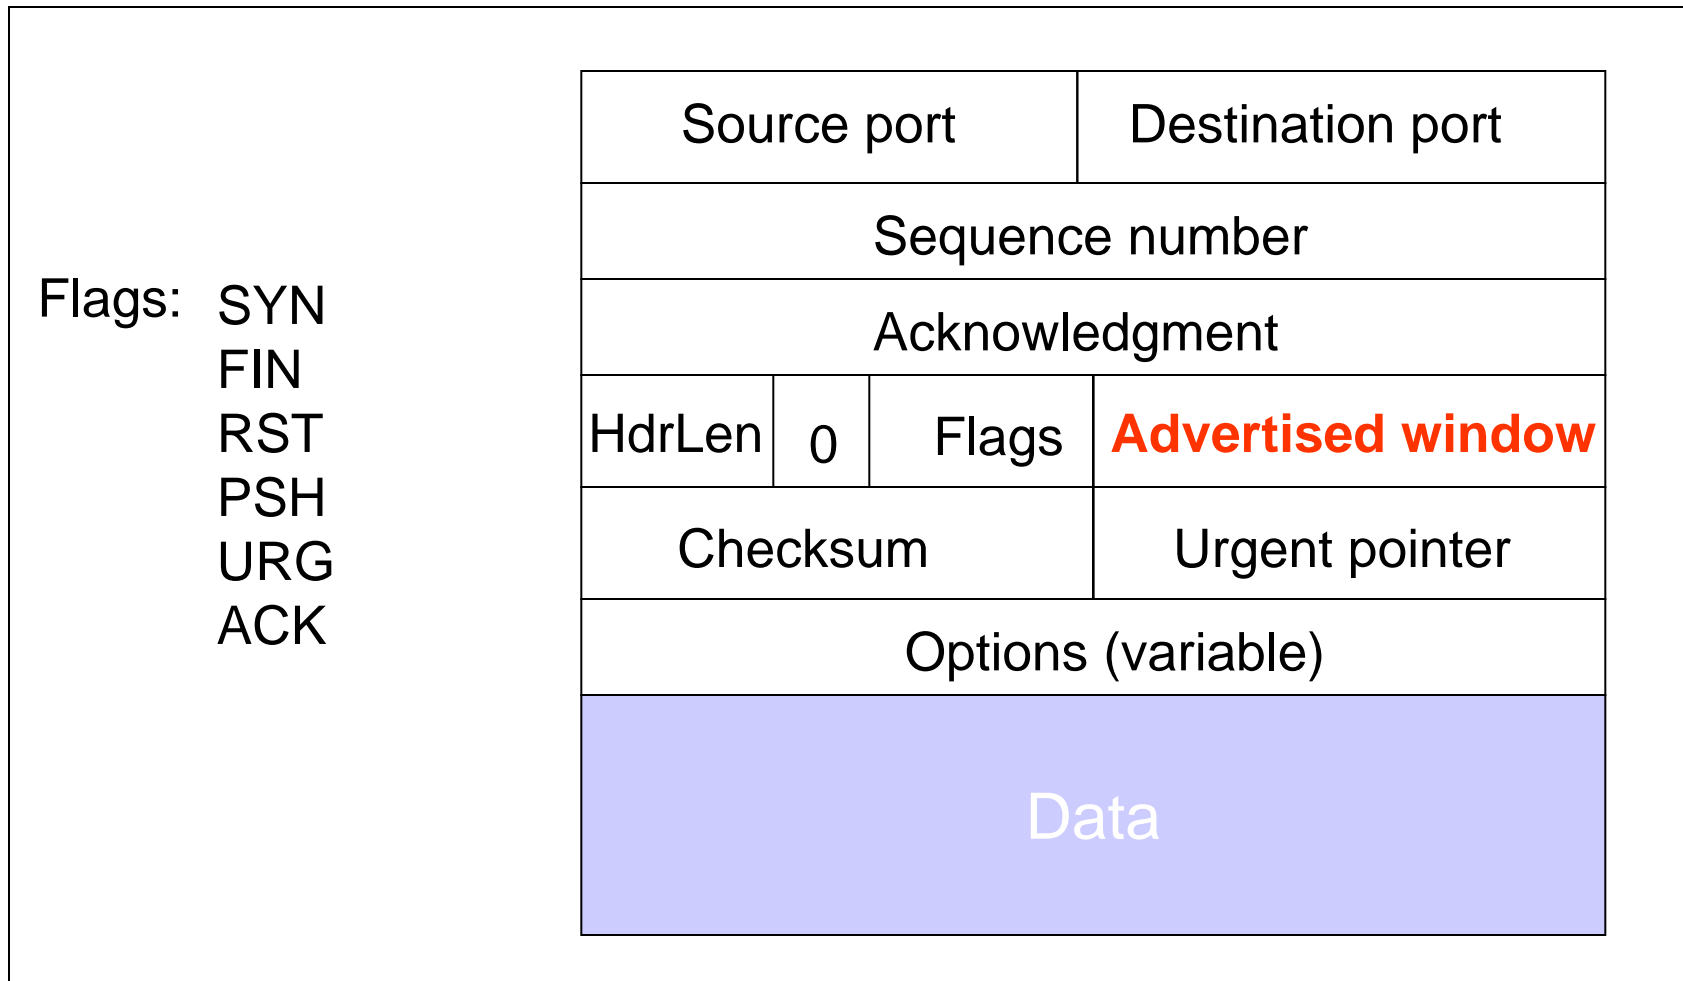 Flags:
SYN
FIN
RST
PSH
URG
ACK
Source port
Destination port
Sequence number
Acknowledgment
HdrLen
0
Flags
Advertised window
Checksum
Urgent pointer
Options (variable)
Data